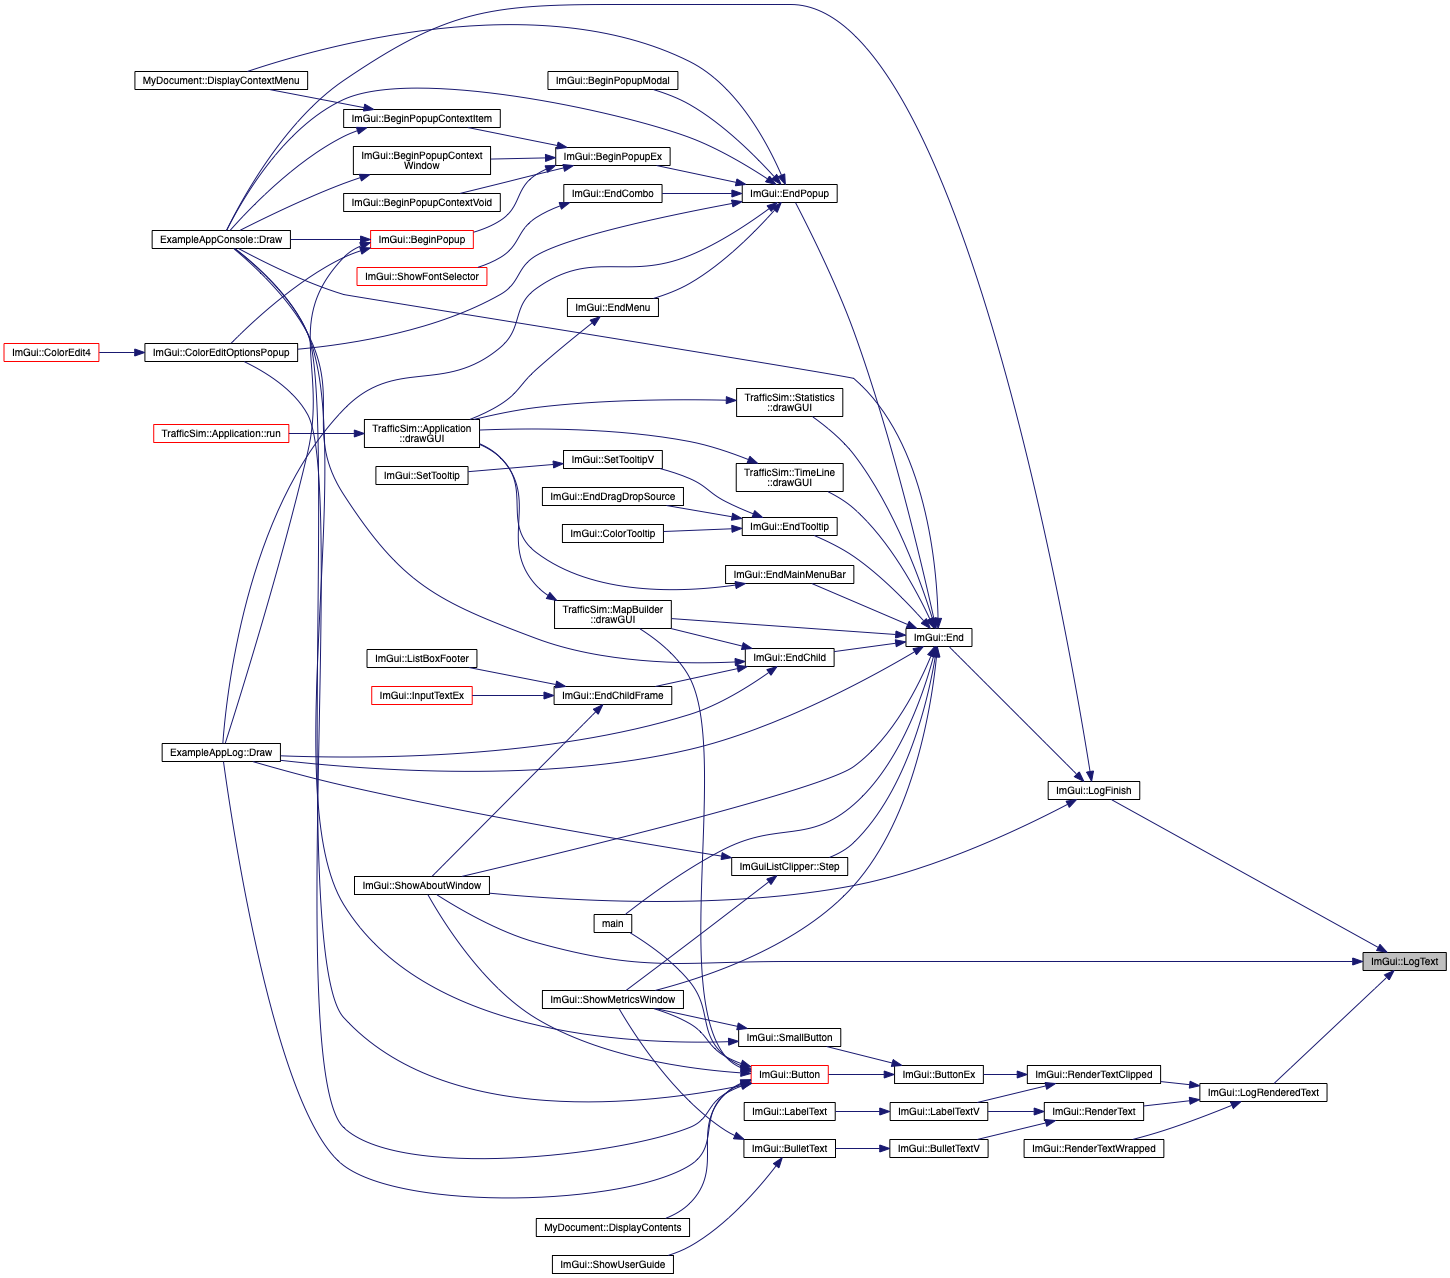 MyDocument::DisplayContextMenu
ImGui::BeginPopupModal
ImGui::BeginPopupContextItem
ImGui::BeginPopupContext
Window
ImGui::BeginPopupEx
ImGui::BeginPopupContextVoid
ImGui::EndCombo
ImGui::EndPopup
ExampleAppConsole::Draw
ImGui::BeginPopup
ImGui::ShowFontSelector
ImGui::EndMenu
ImGui::ColorEdit4
ImGui::ColorEditOptionsPopup
TrafficSim::Statistics
::drawGUI
TrafficSim::Application::run
TrafficSim::Application
::drawGUI
ImGui::SetTooltip
ImGui::SetTooltipV
TrafficSim::TimeLine
::drawGUI
ImGui::EndDragDropSource
ImGui::ColorTooltip
ImGui::EndTooltip
ImGui::EndMainMenuBar
TrafficSim::MapBuilder
::drawGUI
ImGui::End
ImGui::ListBoxFooter
ImGui::EndChild
ImGui::InputTextEx
ImGui::EndChildFrame
ExampleAppLog::Draw
ImGui::LogFinish
ImGuiListClipper::Step
ImGui::ShowAboutWindow
main
ImGui::LogText
ImGui::ShowMetricsWindow
ImGui::SmallButton
ImGui::Button
ImGui::ButtonEx
ImGui::RenderTextClipped
ImGui::LogRenderedText
ImGui::LabelText
ImGui::LabelTextV
ImGui::RenderText
ImGui::BulletText
ImGui::BulletTextV
ImGui::RenderTextWrapped
MyDocument::DisplayContents
ImGui::ShowUserGuide